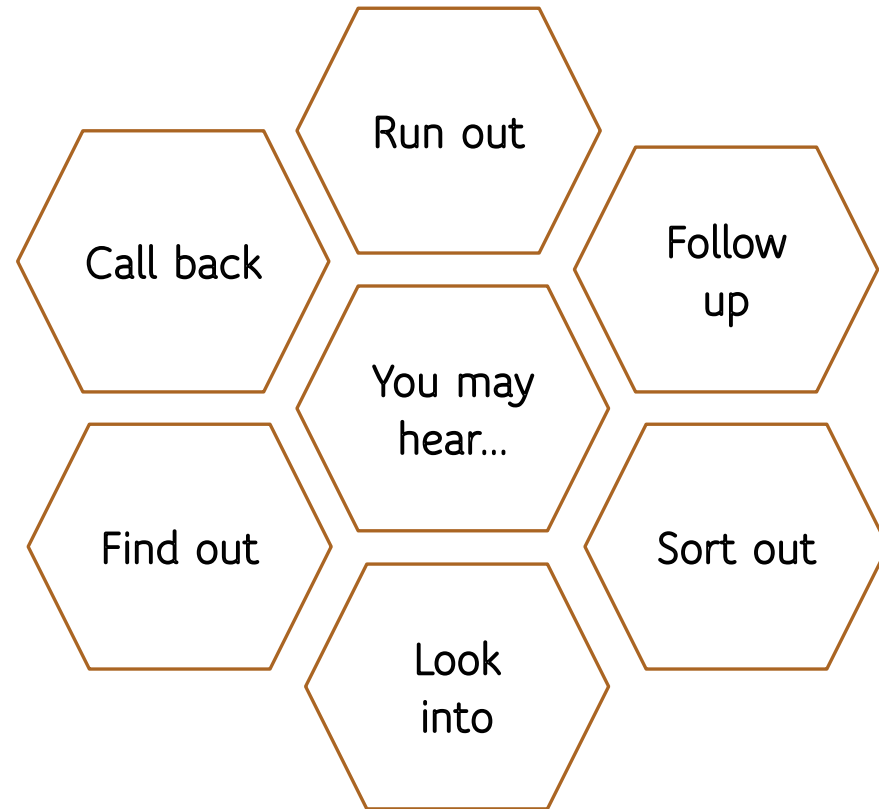 Run out
Call back
Follow
up
You may
hear...
Find out
Sort out
Look
into